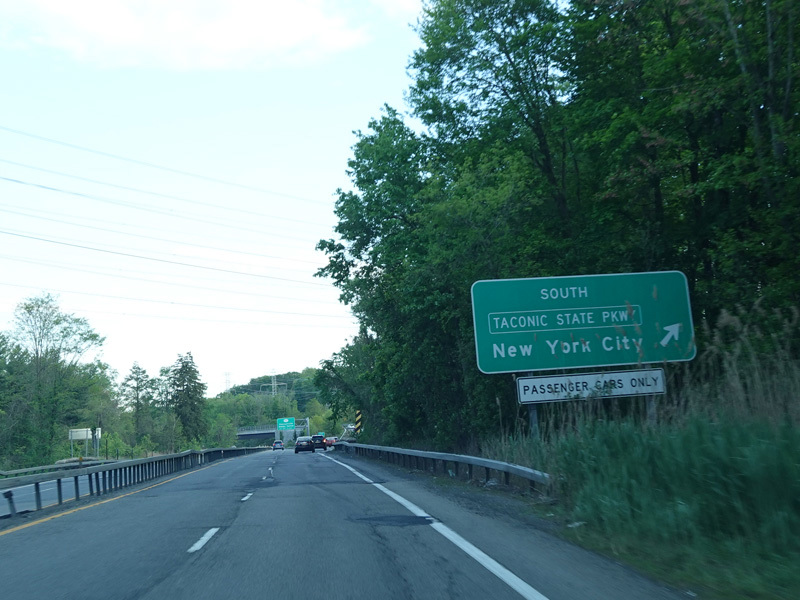 SOUTH
TACONIC STATE PKWY
New York City
PASSENGER CARS ONLY